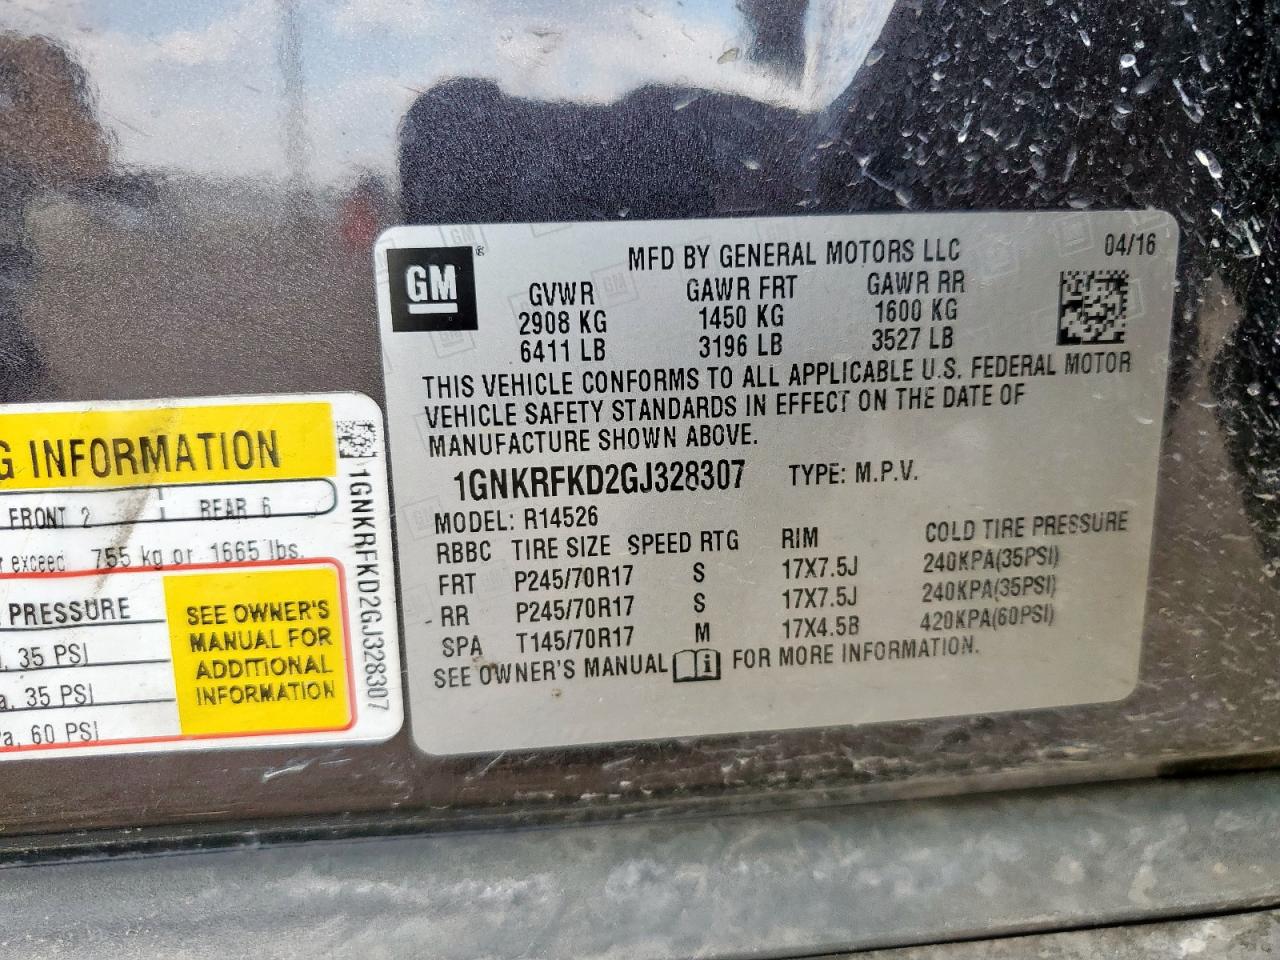 GM
MFD BY GENERAL MOTORS LLC
04/16
GVWR GAWR FRT GAWR RR
2908 KG 1450 KG 1600 KG
6411 LB 3196 LB 3527 LB
THIS VEHICLE CONFORMS TO ALL APPLICABLE U.S. FEDERAL MOTOR
VEHICLE SAFETY STANDARDS IN EFFECT ON THE DATE OF
MANUFACTURE SHOWN ABOVE.
1GNKRFKD2GJ328307 TYPE: M.P.V.
MODEL: R14526
RBBC TIRE SIZE SPEED RTG RIM COLD TIRE PRESSURE
FRT P245/70R17 S 17X7.5J 240KPA(35PSI)
RR P245/70R17 S 17X7.5J 240KPA(35PSI)
SPA T145/70R17 M 17X4.5B 420KPA(60PSI)
SEE OWNER'S MANUAL i FOR MORE INFORMATION.
G INFORMATION
FRONT 2 REAR 6
r exceed 755 kg or 1665 lbs.
PRESSURE
35 PSI
a, 35 PSI
Pa, 60 PSI
SEE OWNER'S
MANUAL FOR
ADDITIONAL
INFORMATION
1GNKRFKD2GJ328307